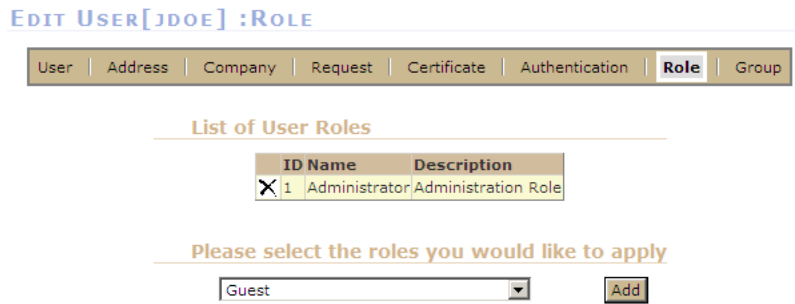 EDIT USER[JDOE] :ROLE
User | Address | Company | Request | Certificate | Authentication | Role | Group
List of User Roles
ID Name Description
1 Administrator Administration Role
Please select the roles you would like to apply
Guest Add